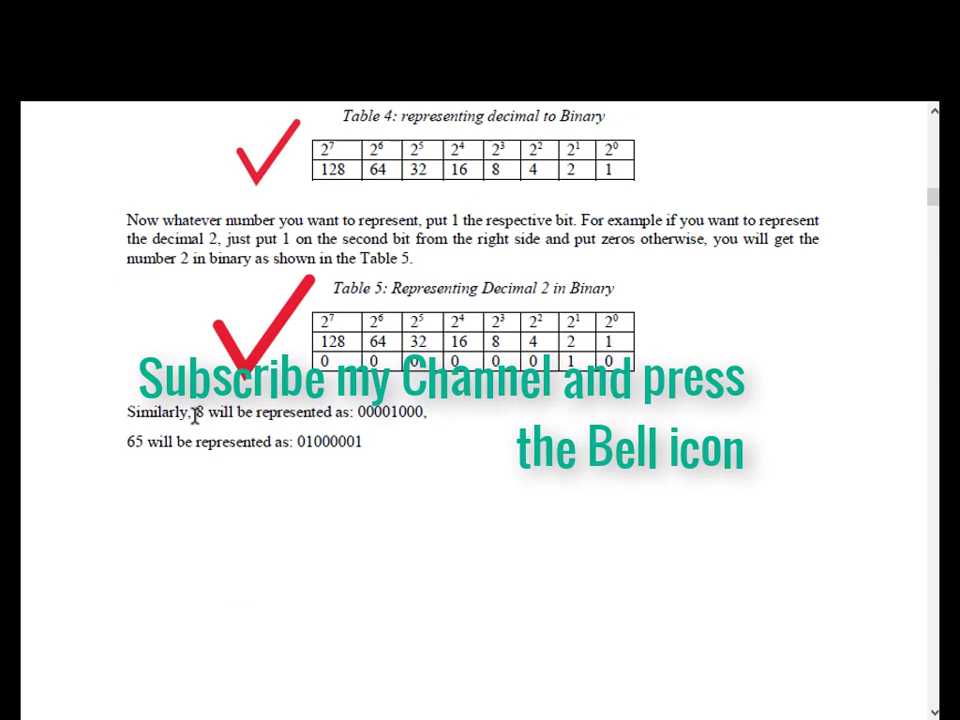 Table 4: representing decimal to Binary
2⁷ 2⁶ 2⁵ 2⁴ 2³ 2² 2¹ 2⁰
128 64 32 16 8 4 2 1
Now whatever number you want to represent, put 1 the respective bit. For example if you want to represent
the decimal 2, just put 1 on the second bit from the right side and put zeros otherwise, you will get the
number 2 in binary as shown in the Table 5.
Table 5: Representing Decimal 2 in Binary
2⁷ 2⁶ 2⁵ 2⁴ 2³ 2² 2¹ 2⁰
128 64 32 16 8 4 2 1
0 0 0 0 0 0 1 0
Subscribe my Channel and press
the Bell icon
Similarly, 8 will be represented as: 00001000,
65 will be represented as: 01000001